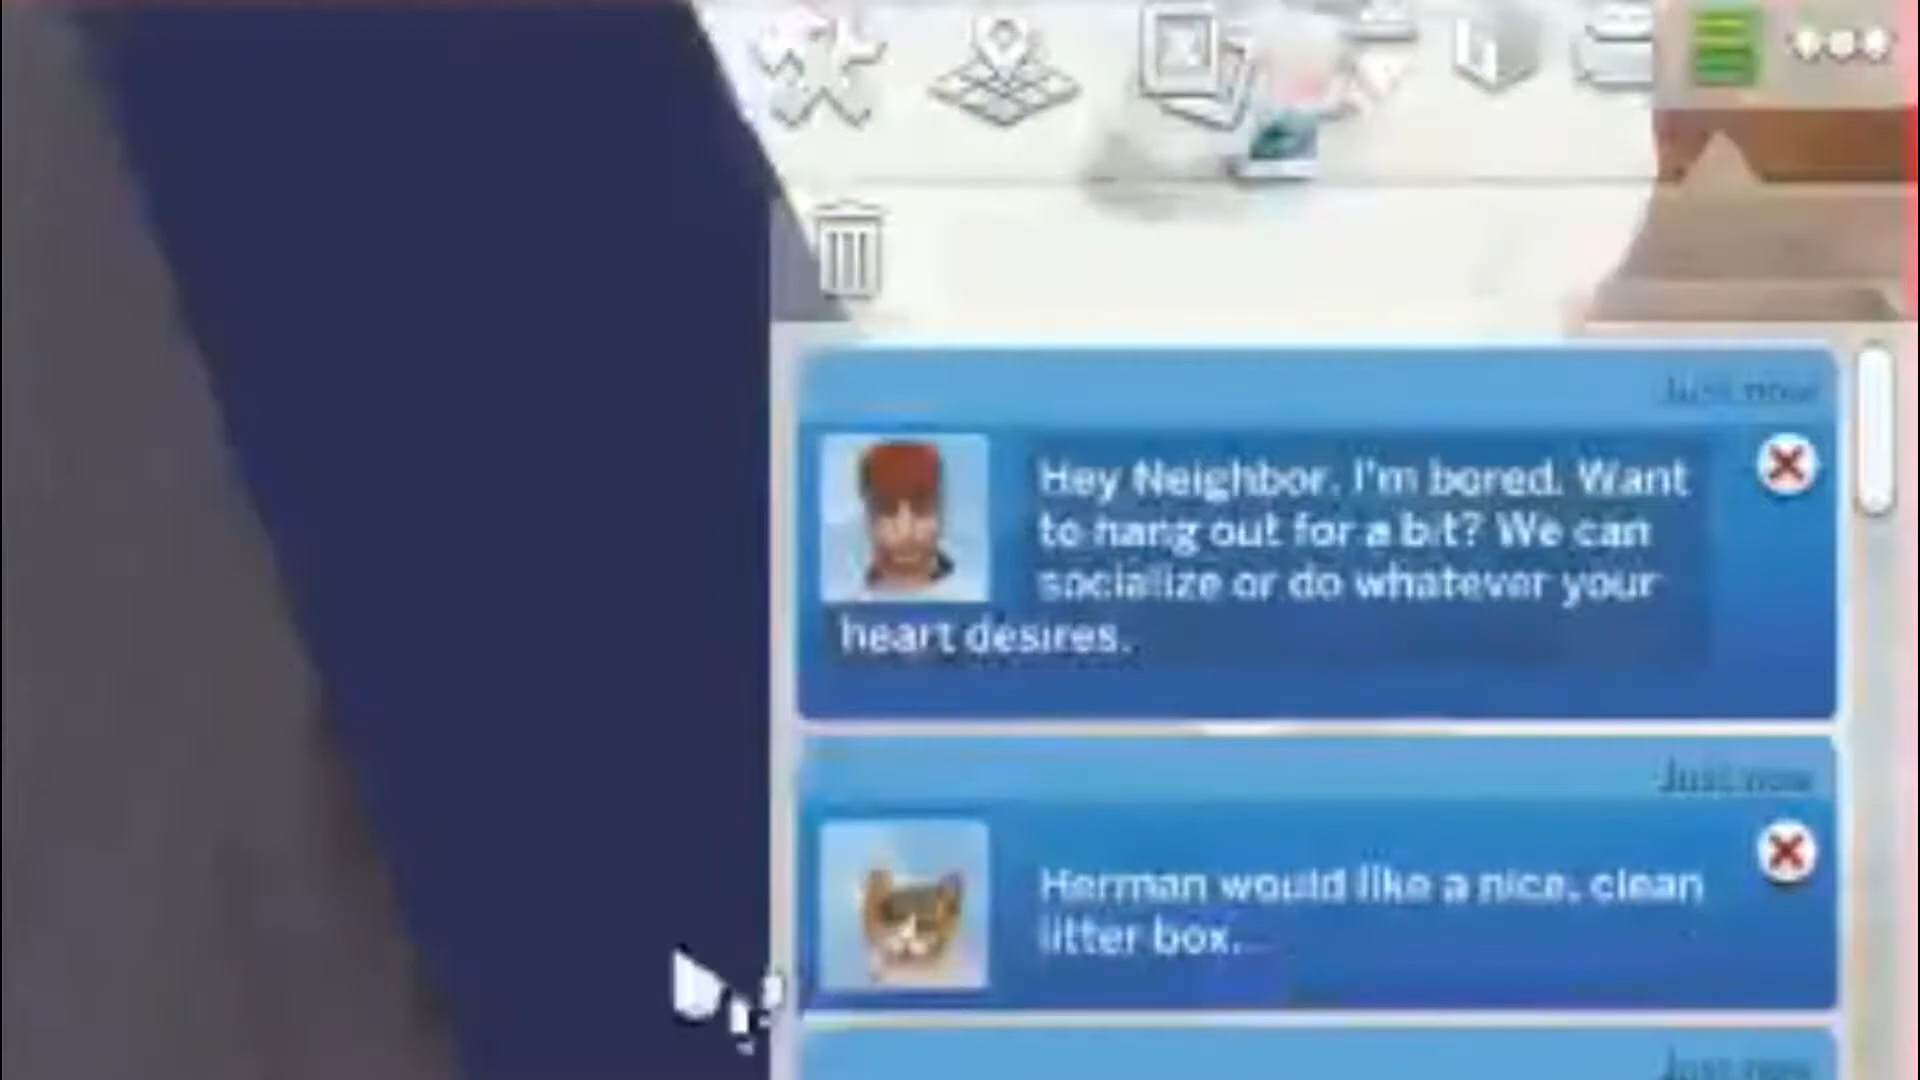 Just now
Hey Neighbor. I'm bored. Want
to hang out for a bit? We can
socialize or do whatever your
heart desires.
Just now
Herman would like a nice, clean
litter box.
Just now